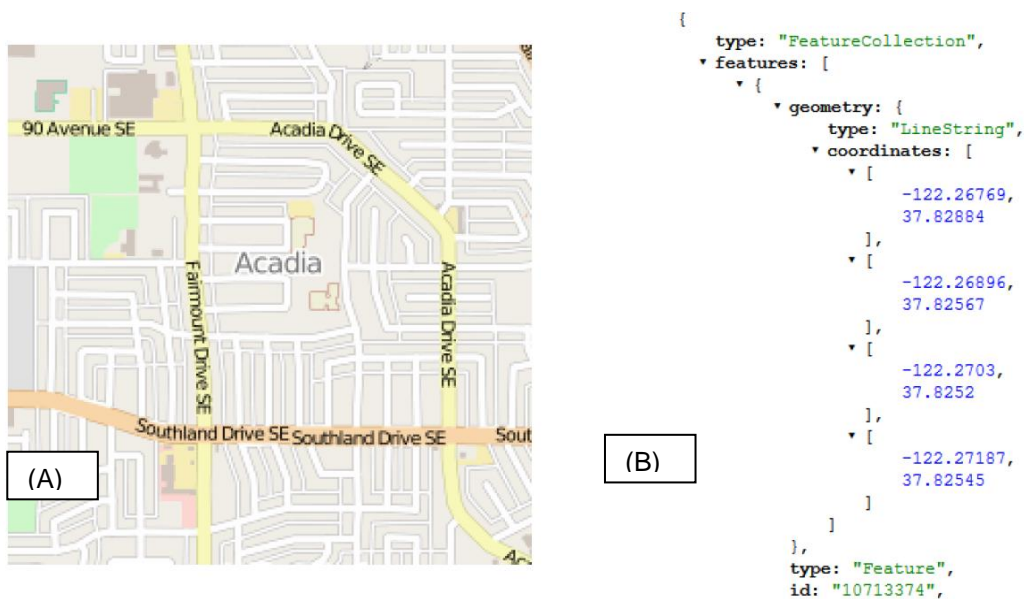 90 Avenue SE
Acadia Drive SE
Acadia
Fairmount Drive SE
Acadia Drive SE
Southland Drive SE
Southland Drive SE
Sout
Ac
(A)
{
type: "FeatureCollection",
▾ features: [
▾ {
▾ geometry: {
type: "LineString",
▾ coordinates: [
▾ [
-122.26769,
37.82884
],
▾ [
-122.26896,
37.82567
],
▾ [
-122.2703,
37.8252
],
▾ [
-122.27187,
37.82545
]
]
},
type: "Feature",
id: "10713374",
(B)